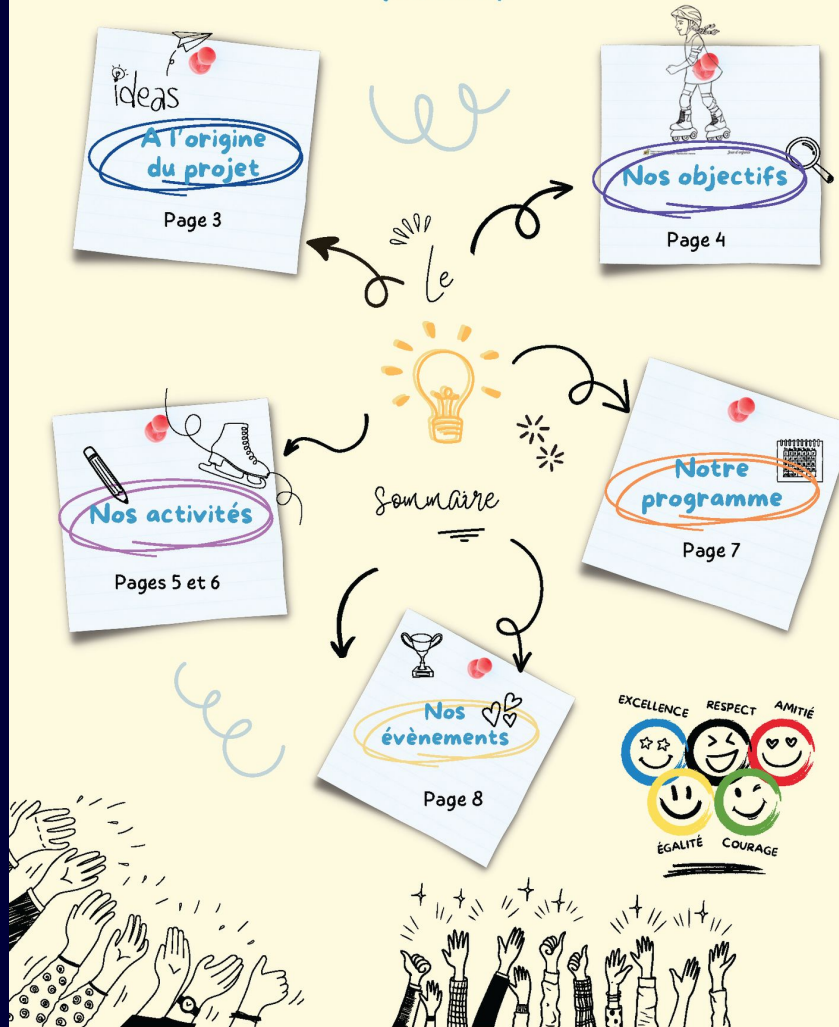 ideas
A l'origine
du projet
Page 3
Nos objectifs
Page 4
Le
Sommaire
Nos activités
Pages 5 et 6
Notre
programme
Page 7
Nos
évènements
Page 8
EXCELLENCE
RESPECT
AMITIÉ
ÉGALITÉ
COURAGE